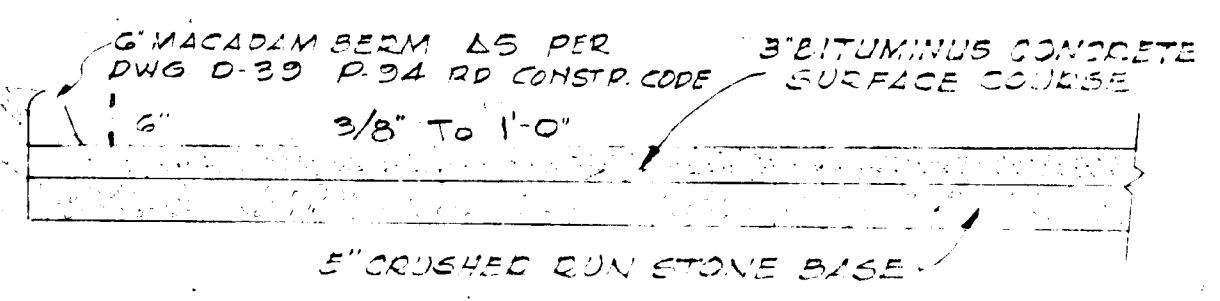 6" MACADAM BERM AS PER
DWG D-39 P-94 RD CONSTR. CODE
3" BITUMINUS CONCRETE
SURFACE COURSE
6"
3/8" TO 1'-0"
5" CRUSHER RUN STONE BASE